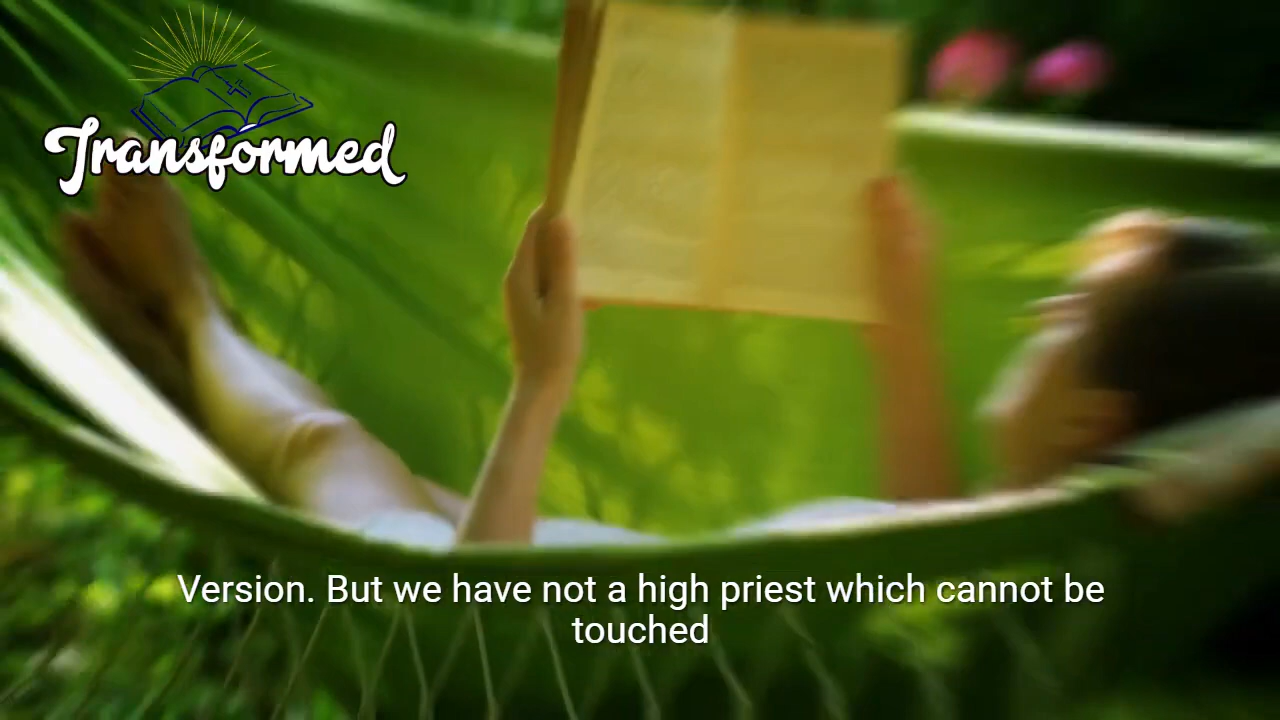 Transformed
Version. But we have not a high priest which cannot be
touched